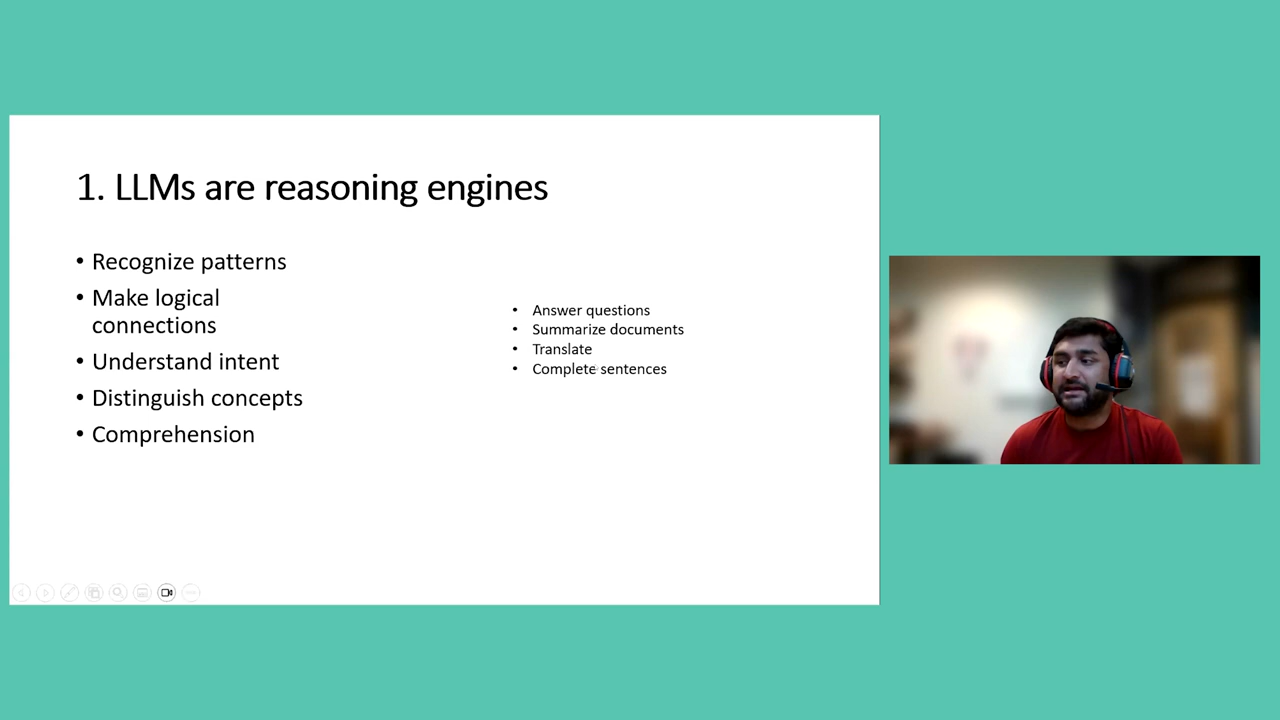 1. LLMs are reasoning engines
• Recognize patterns
• Make logical
connections
• Understand intent
• Distinguish concepts
• Comprehension
• Answer questions
• Summarize documents
• Translate
• Complete sentences